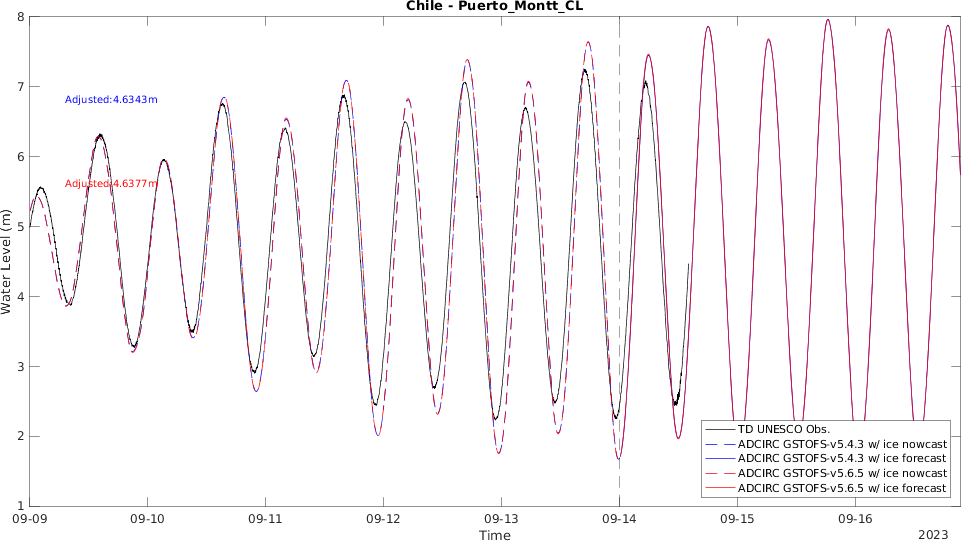 Chile - Puerto_Montt_CL
8
7
6
5
4
3
2
1
Water Level (m)
Adjusted:4.6343m
Adjusted:4.6377m
TD UNESCO Obs.
ADCIRC GSTOFS-v5.4.3 w/ ice nowcast
ADCIRC GSTOFS-v5.4.3 w/ ice forecast
ADCIRC GSTOFS-v5.6.5 w/ ice nowcast
ADCIRC GSTOFS-v5.6.5 w/ ice forecast
09-09
09-10
09-11
09-12
09-13
09-14
09-15
09-16
Time
2023